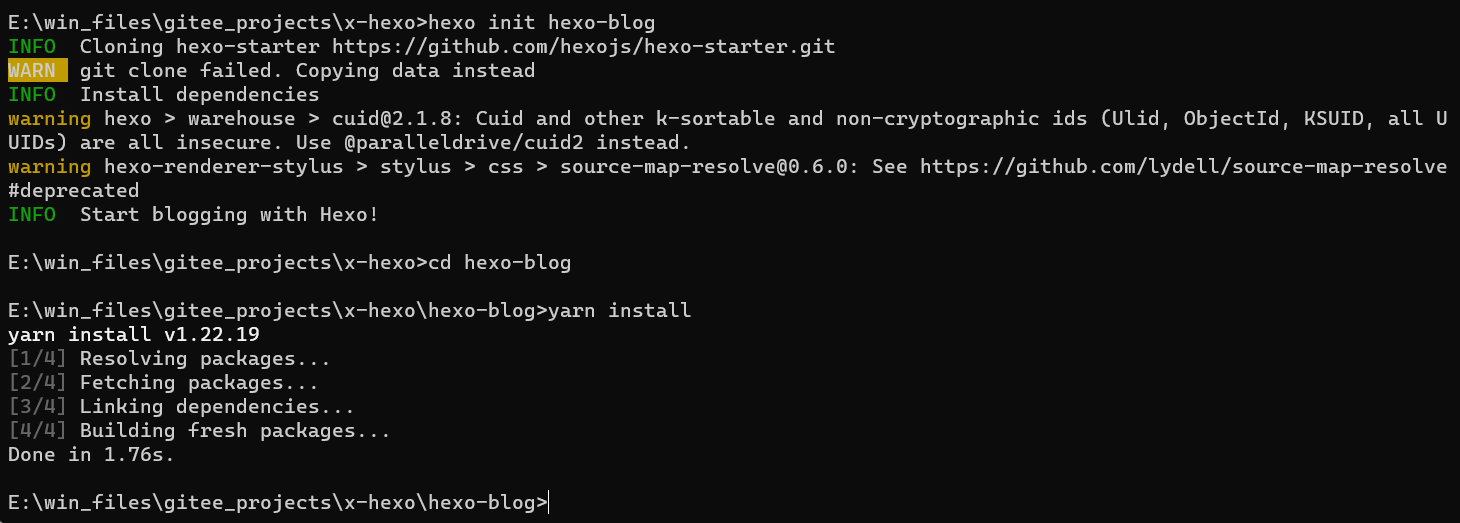 E:\win_files\gitee_projects\x-hexo>hexo init hexo-blog
INFO  Cloning hexo-starter https://github.com/hexojs/hexo-starter.git
WARN  git clone failed. Copying data instead
INFO  Install dependencies
warning hexo > warehouse > cuid@2.1.8: Cuid and other k-sortable and non-cryptographic ids (Ulid, ObjectId, KSUID, all U
UIDs) are all insecure. Use @paralleldrive/cuid2 instead.
warning hexo-renderer-stylus > stylus > css > source-map-resolve@0.6.0: See https://github.com/lydell/source-map-resolve
#deprecated
INFO  Start blogging with Hexo!
E:\win_files\gitee_projects\x-hexo>cd hexo-blog
E:\win_files\gitee_projects\x-hexo\hexo-blog>yarn install
yarn install v1.22.19
[1/4] Resolving packages...
[2/4] Fetching packages...
[3/4] Linking dependencies...
[4/4] Building fresh packages...
Done in 1.76s.
E:\win_files\gitee_projects\x-hexo\hexo-blog>